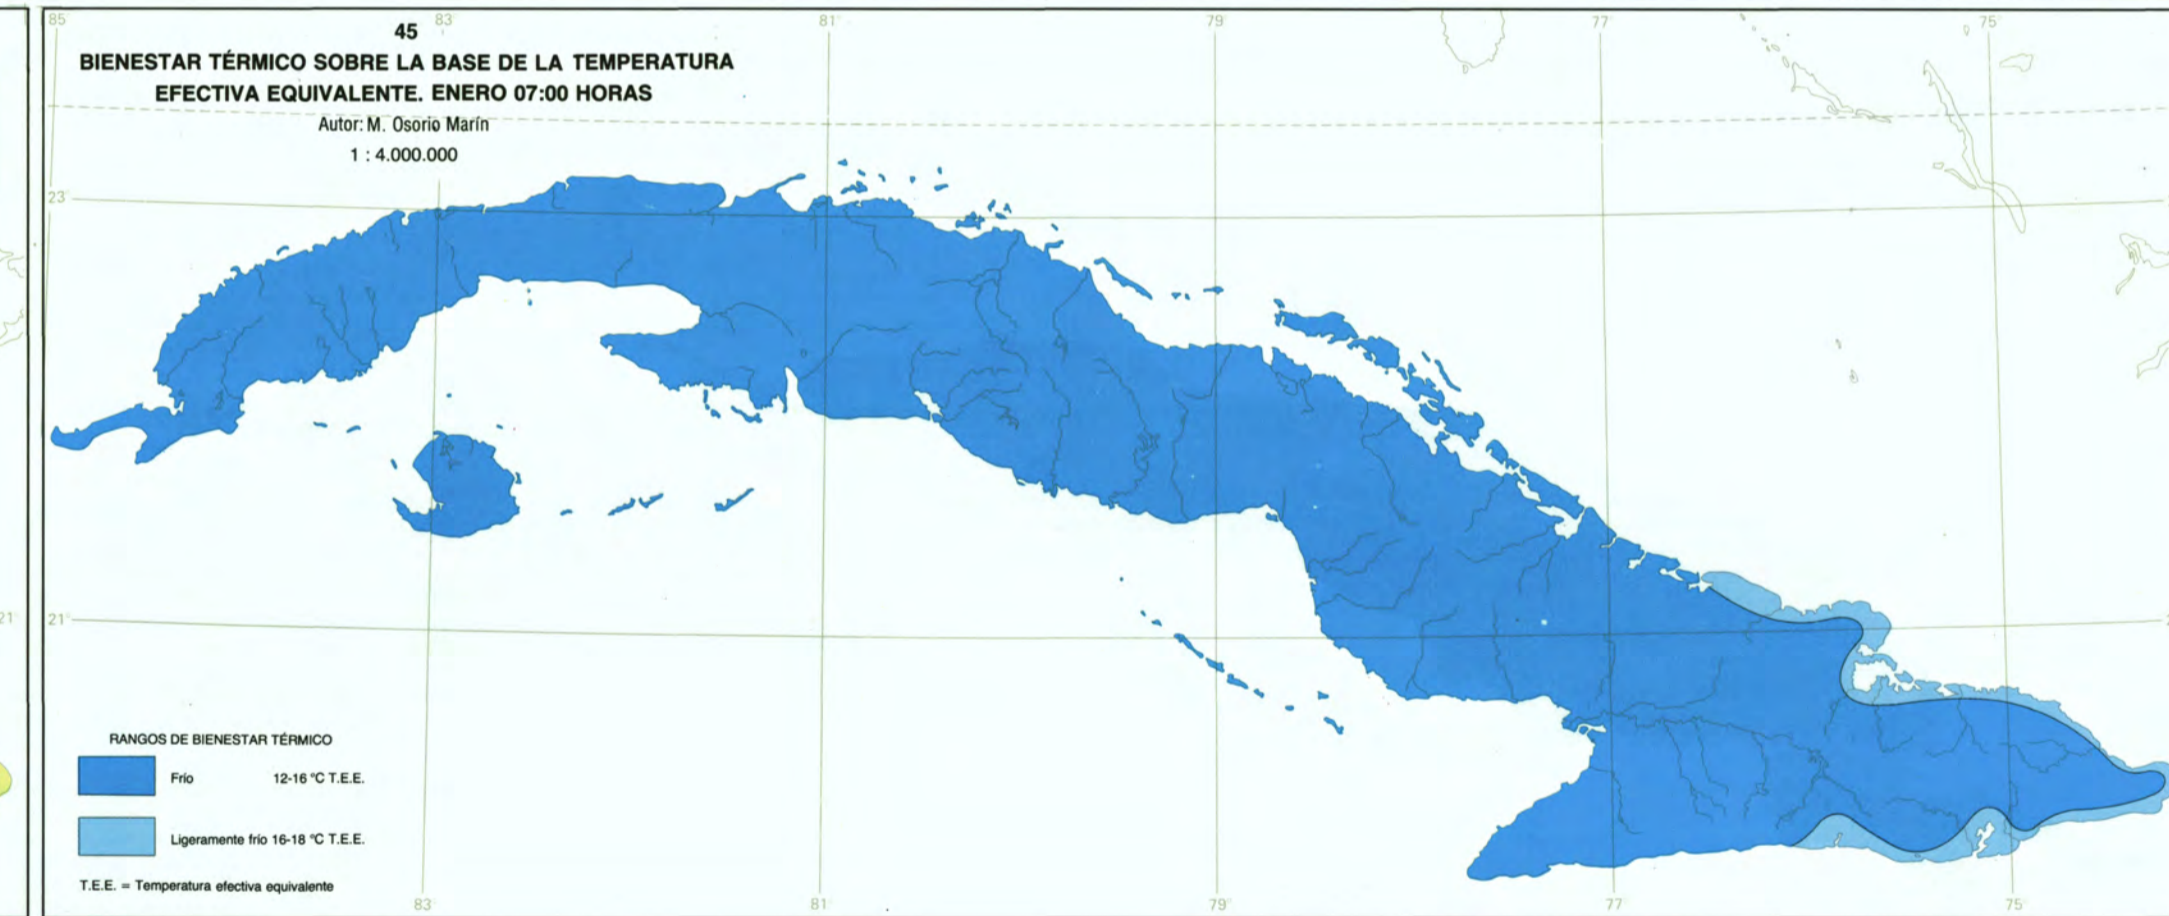 85
83
81°
79
77
75
45
BIENESTAR TÉRMICO SOBRE LA BASE DE LA TEMPERATURA
EFECTIVA EQUIVALENTE. ENERO 07:00 HORAS
Autor: M. Osorio Marín
1 : 4.000.000
23
21°
21°
RANGOS DE BIENESTAR TÉRMICO
Frío 12-16 °C T.E.E.
Ligeramente frío 16-18 °C T.E.E.
T.E.E. = Temperatura efectiva equivalente
83
81°
79
77
75